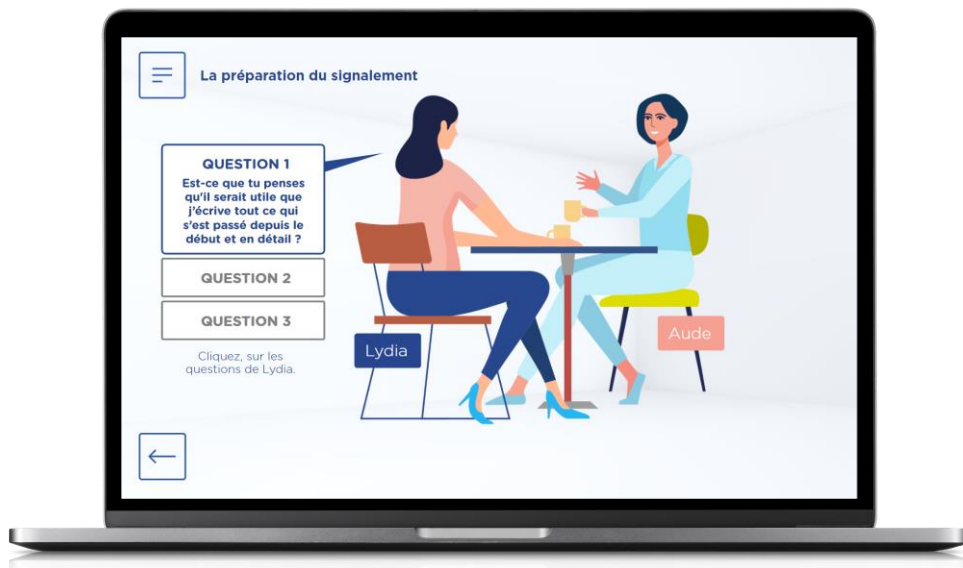 La préparation du signalement
QUESTION 1
Est-ce que tu penses
qu'il serait utile que
j'écrive tout ce qui
s'est passé depuis le
début et en détail ?
QUESTION 2
QUESTION 3
Cliquez, sur les
questions de Lydia.
Lydia
Aude